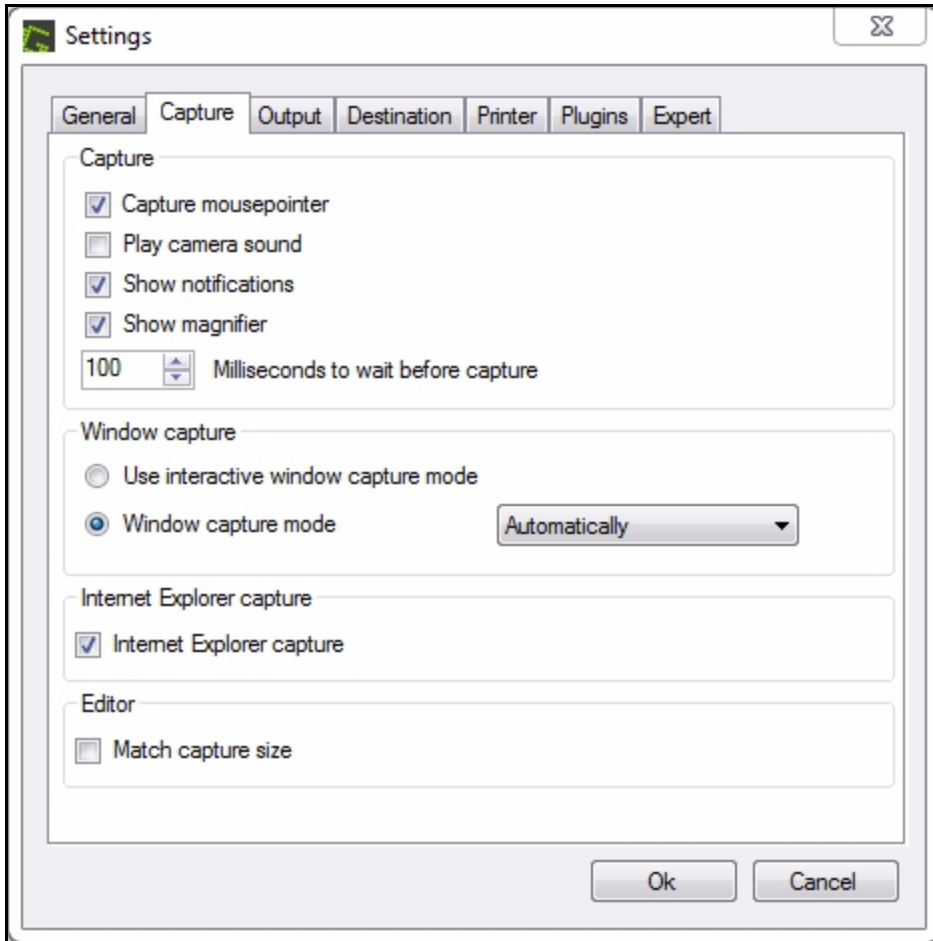 Settings
General Capture Output Destination Printer Plugins Expert
Capture
Capture mousepointer
Play camera sound
Show notifications
Show magnifier
100 Milliseconds to wait before capture
Window capture
Use interactive window capture mode
Window capture mode Automatically
Internet Explorer capture
Internet Explorer capture
Editor
Match capture size
Ok Cancel